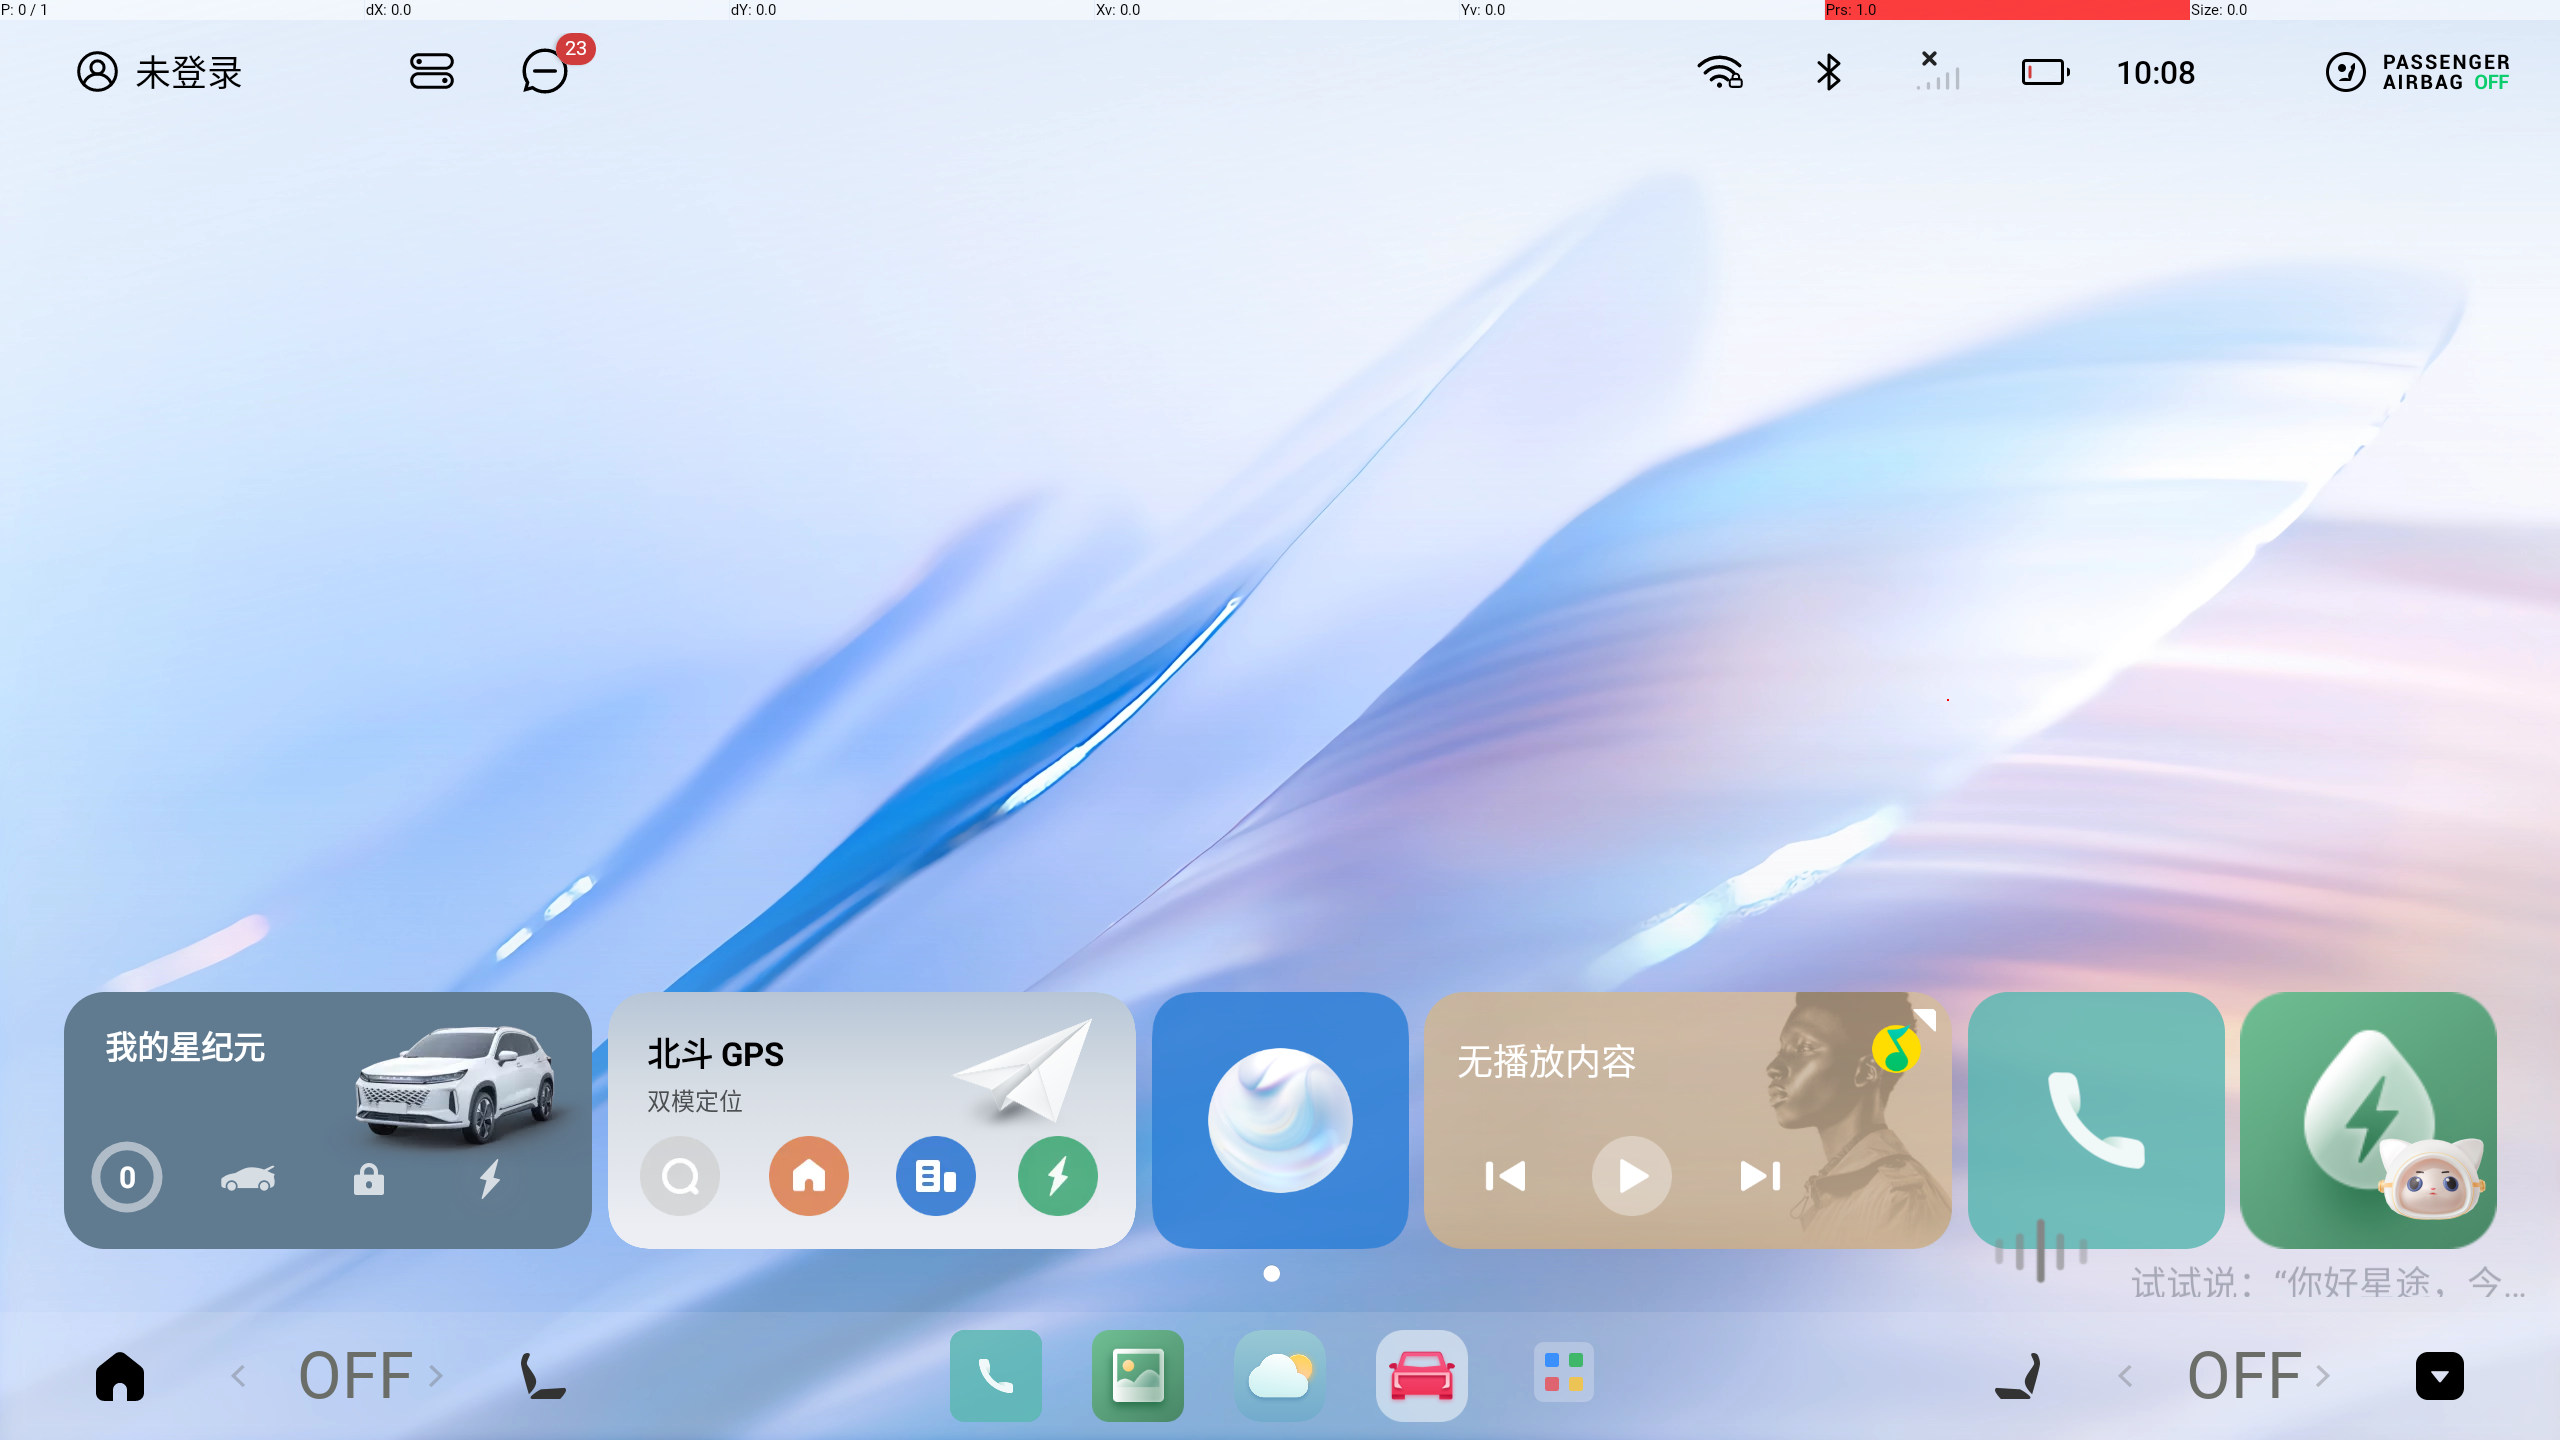 P: 0 / 1 dX: 0.0 dY: 0.0 Xv: 0.0 Yv: 0.0 Prs: 1.0 Size: 0.0
未登录 23 10:08 PASSENGER
AIRBAG OFF
我的星纪元
0
北斗 GPS
双模定位
无播放内容
试试说：“你好星途，今...
OFF OFF